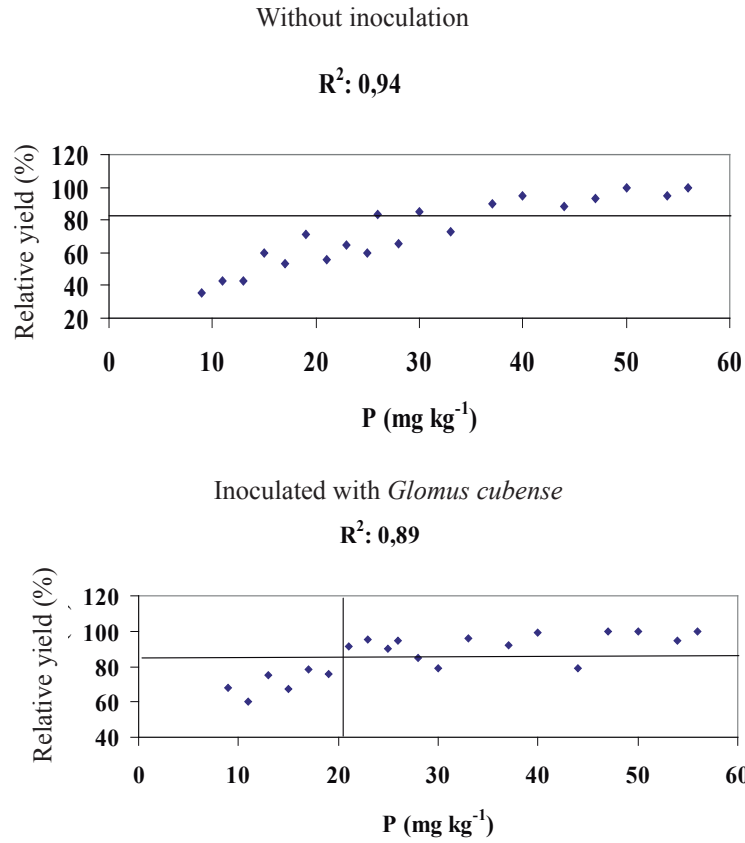 Without inoculation
R²: 0,94
Relative yield (%)
120
100
80
60
40
20
0 10 20 30 40 50 60
P (mg kg⁻¹)
Inoculated with Glomus cubense
R²: 0,89
Relative yield (%)
120
100
80
60
40
0 10 20 30 40 50 60
P (mg kg⁻¹)